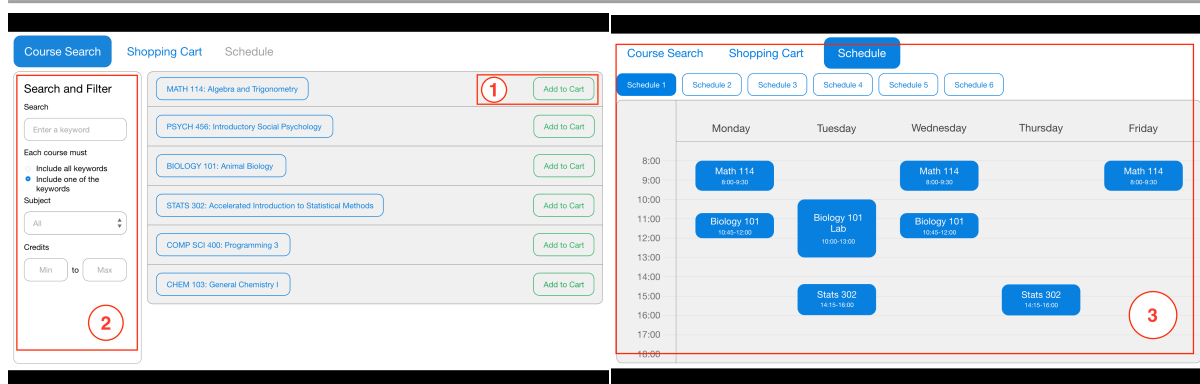 Course Search Shopping Cart Schedule
Search and Filter
Search
Enter a keyword
Each course must
Include all keywords
Include one of the
keywords
Subject
All
Credits
Min to Max
2
MATH 114: Algebra and Trigonometry 1 Add to Cart
PSYCH 456: Introductory Social Psychology Add to Cart
BIOLOGY 101: Animal Biology Add to Cart
STATS 302: Accelerated Introduction to Statistical Methods Add to Cart
COMP SCI 400: Programming 3 Add to Cart
CHEM 103: General Chemistry I Add to Cart
Course Search Shopping Cart Schedule
Schedule 1 Schedule 2 Schedule 3 Schedule 4 Schedule 5 Schedule 6
Monday Tuesday Wednesday Thursday Friday
8:00
Math 114 Math 114 Math 114
9:00 8:00-9:30 8:00-9:30 8:00-9:30
10:00
11:00 Biology 101 Biology 101 Lab Biology 101
10:45-12:00 10:00-13:00 10:45-12:00
12:00
13:00
14:00
15:00 Stats 302 Stats 302
14:15-16:00 14:15-16:00
3
16:00
17:00
18:00